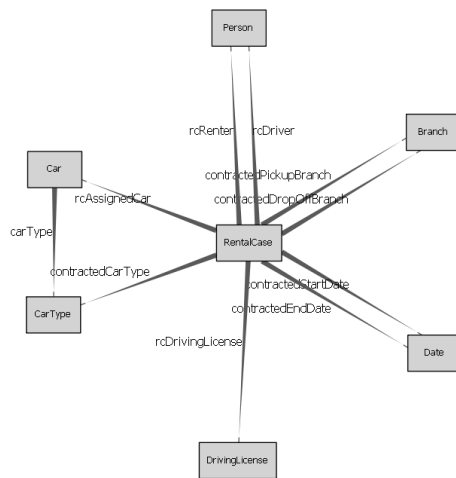 Person
rcRenter
rcDriver
Branch
Car
contractedPickupBranch
rcAssignedCar
contractedDropOffBranch
carType
RentalCase
contractedCarType
contractedStartDate
CarType
contractedEndDate
rcDrivingLicense
Date
DrivingLicense